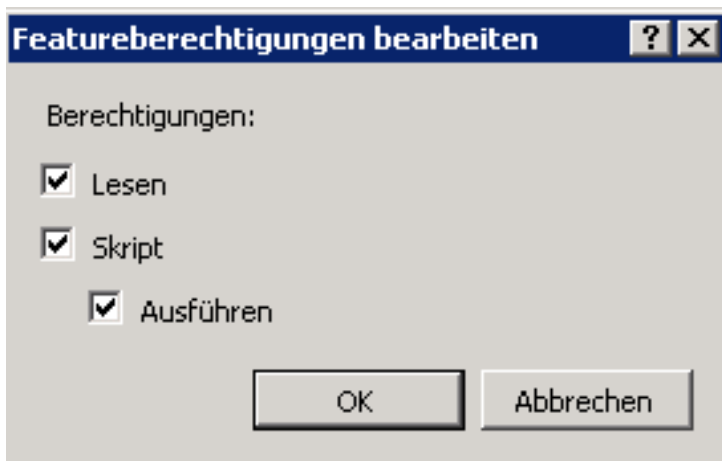 Featureberechtigungen bearbeiten ?
Berechtigungen:
Lesen
Skript
Ausführen
OK Abbrechen